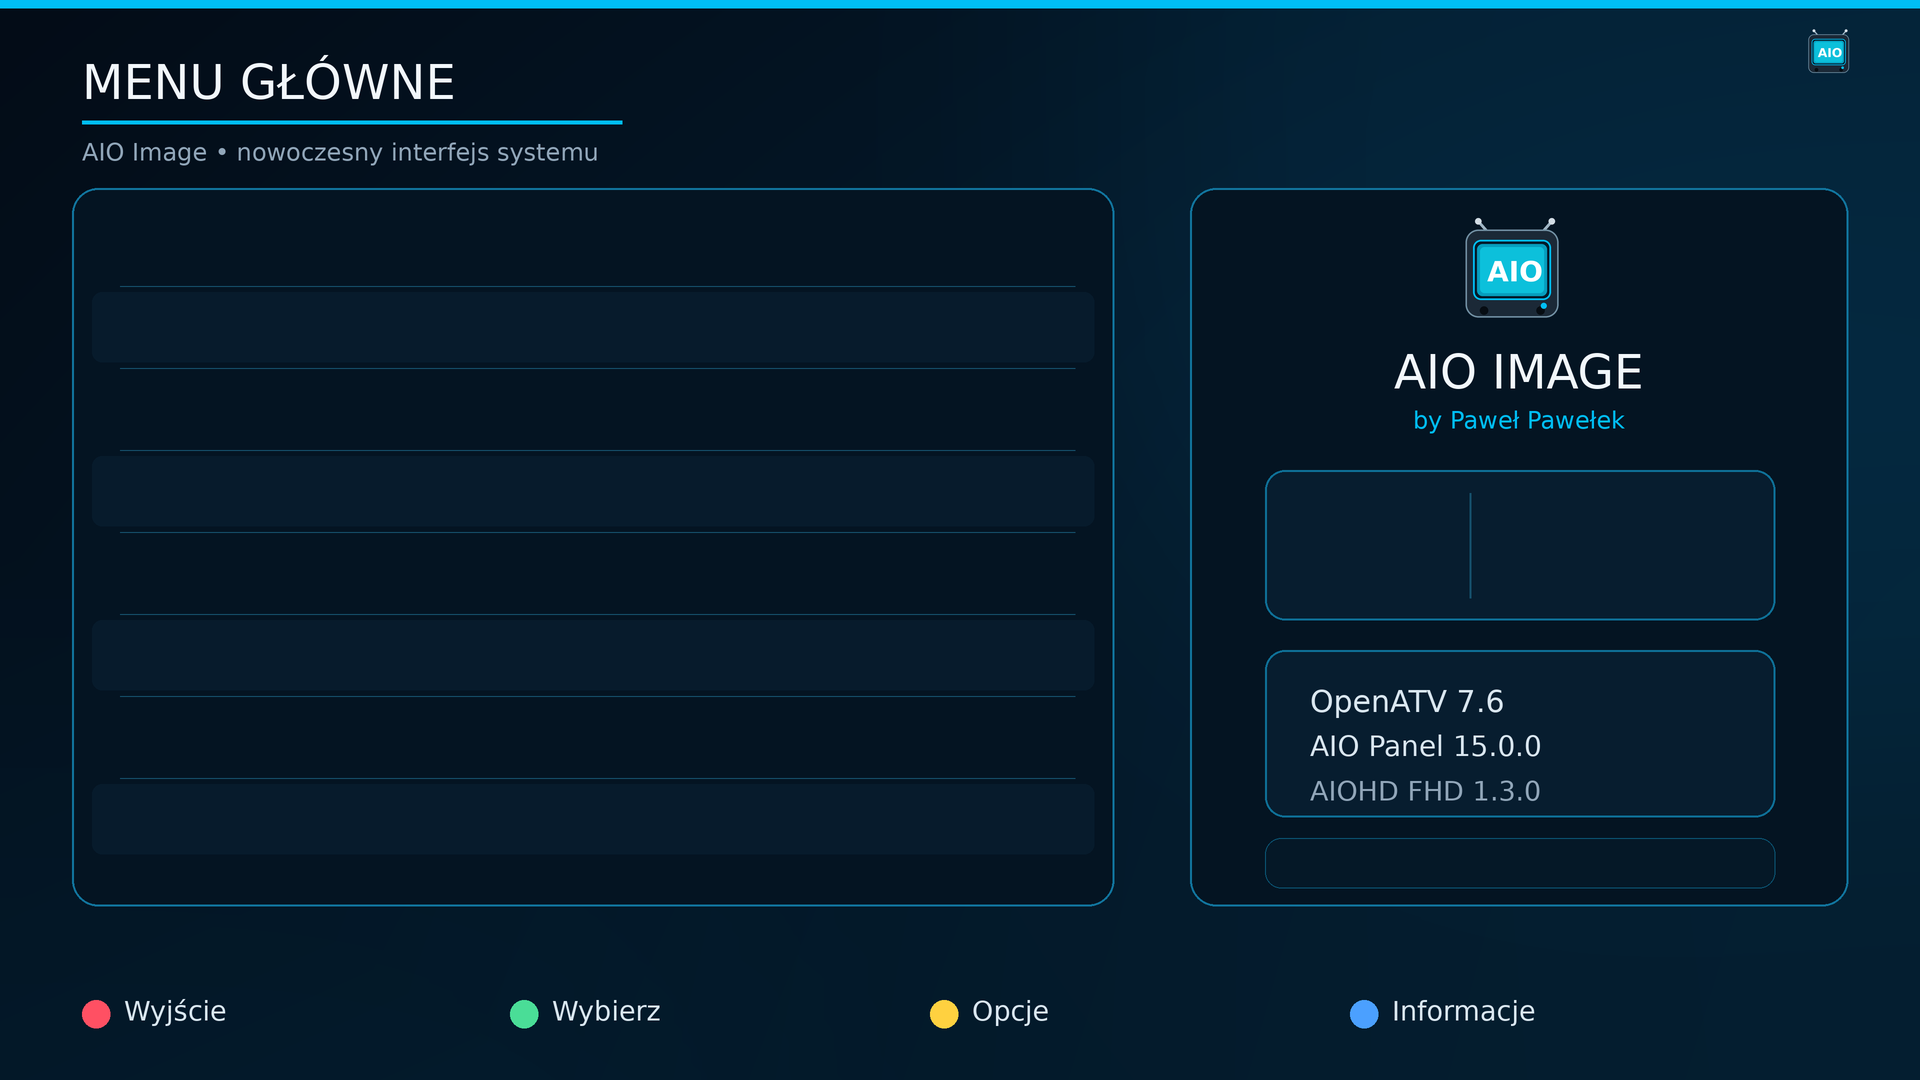 AIO
MENU GŁÓWNE
AIO Image • nowoczesny interfejs systemu
AIO
AIO IMAGE
by Paweł Pawełek
OpenATV 7.6
AIO Panel 15.0.0
AIOHD FHD 1.3.0
Wyjście
Wybierz
Opcje
Informacje